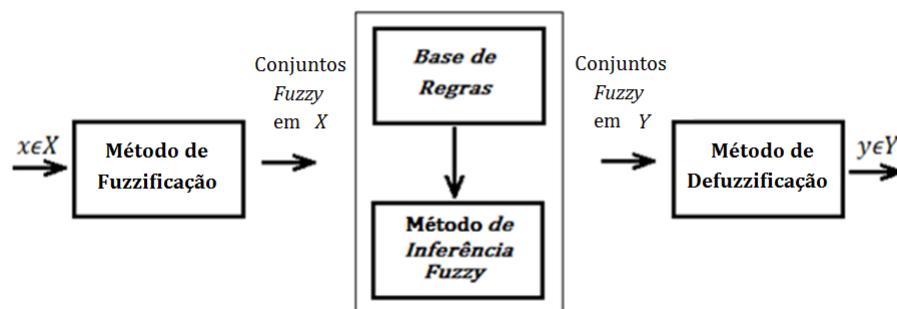 x∈X
Método de
Fuzzificação
Conjuntos
Fuzzy
em X
Base de
Regras
Método de
Inferência
Fuzzy
Conjuntos
Fuzzy
em Y
Método de
Defuzzificação
y∈Y